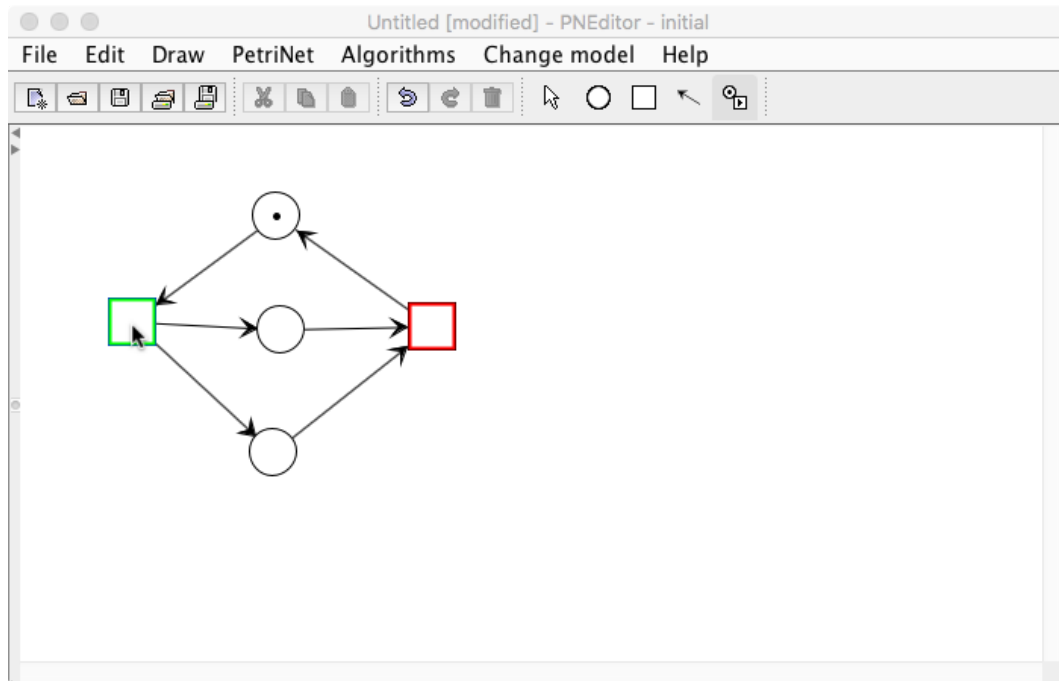 Untitled [modified] - PNEditor - initial
File Edit Draw PetriNet Algorithms Change model Help